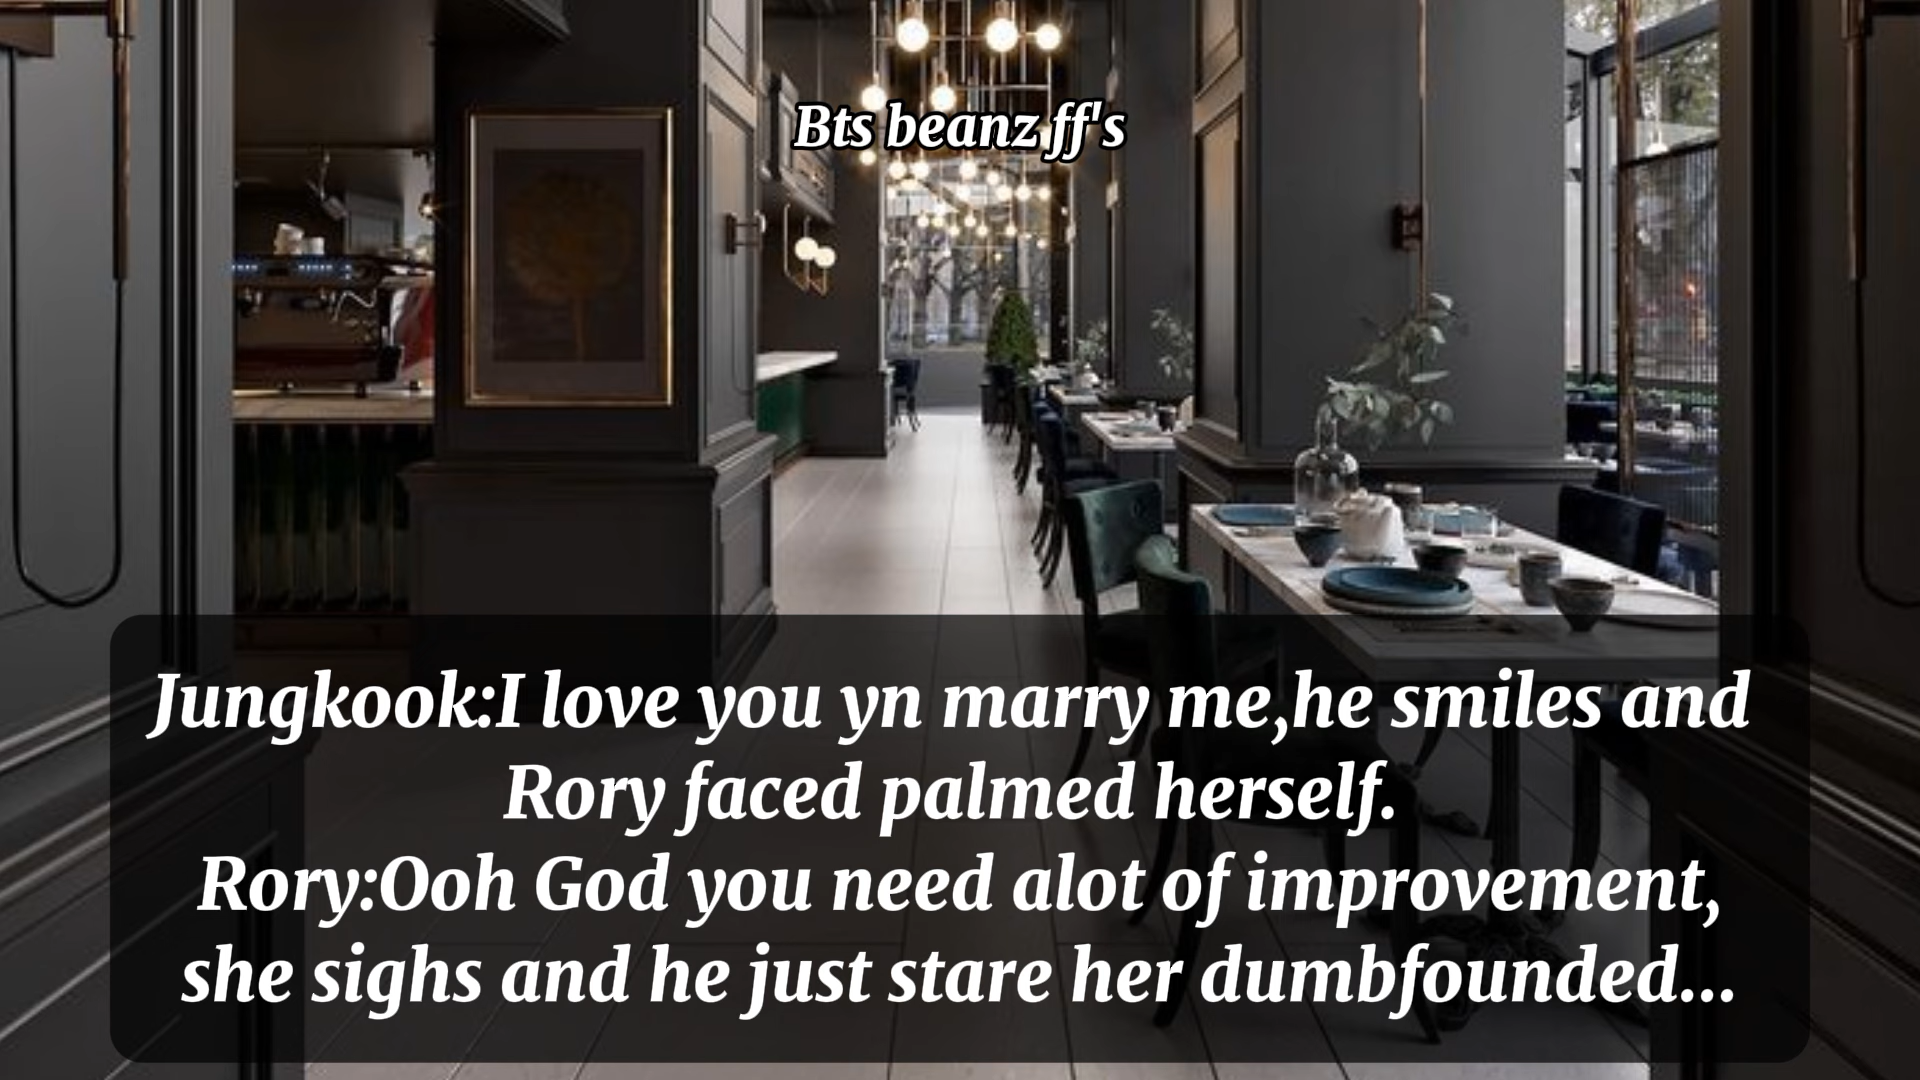 Bts beanz ff's
Jungkook:I love you yn marry me,he smiles and
Rory faced palmed herself.
Rory:Ooh God you need alot of improvement,
she sighs and he just stare her dumbfounded...